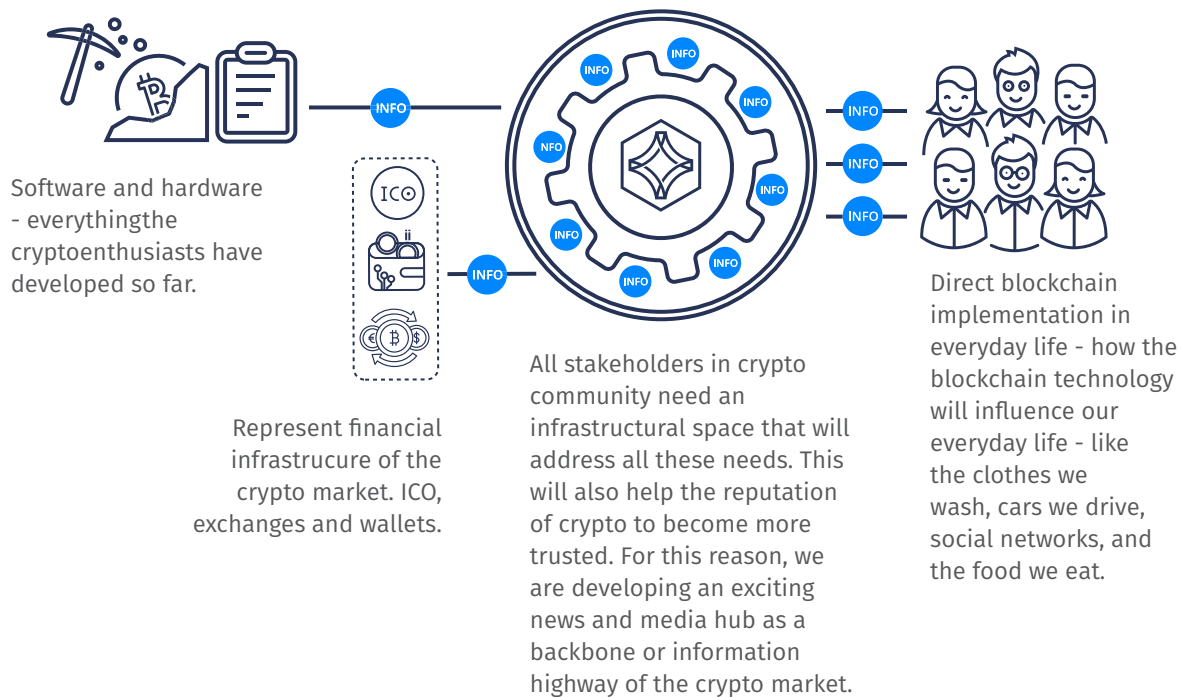 INFO
Software and hardware
- everythingthe
cryptoenthusiasts have
developed so far.
ICO
ii
INFO
Represent financial
infrastrucure of the
crypto market. ICO,
exchanges and wallets.
INFO
INFO
INFO
NFO
INFO
INFO
INFO
INFO
INFO
All stakeholders in crypto
community need an
infrastructural space that will
address all these needs. This
will also help the reputation
of crypto to become more
trusted. For this reason, we
are developing an exciting
news and media hub as a
backbone or information
highway of the crypto market.
INFO
INFO
INFO
Direct blockchain
implementation in
everyday life - how the
blockchain technology
will influence our
everyday life - like
the clothes we
wash, cars we drive,
social networks, and
the food we eat.